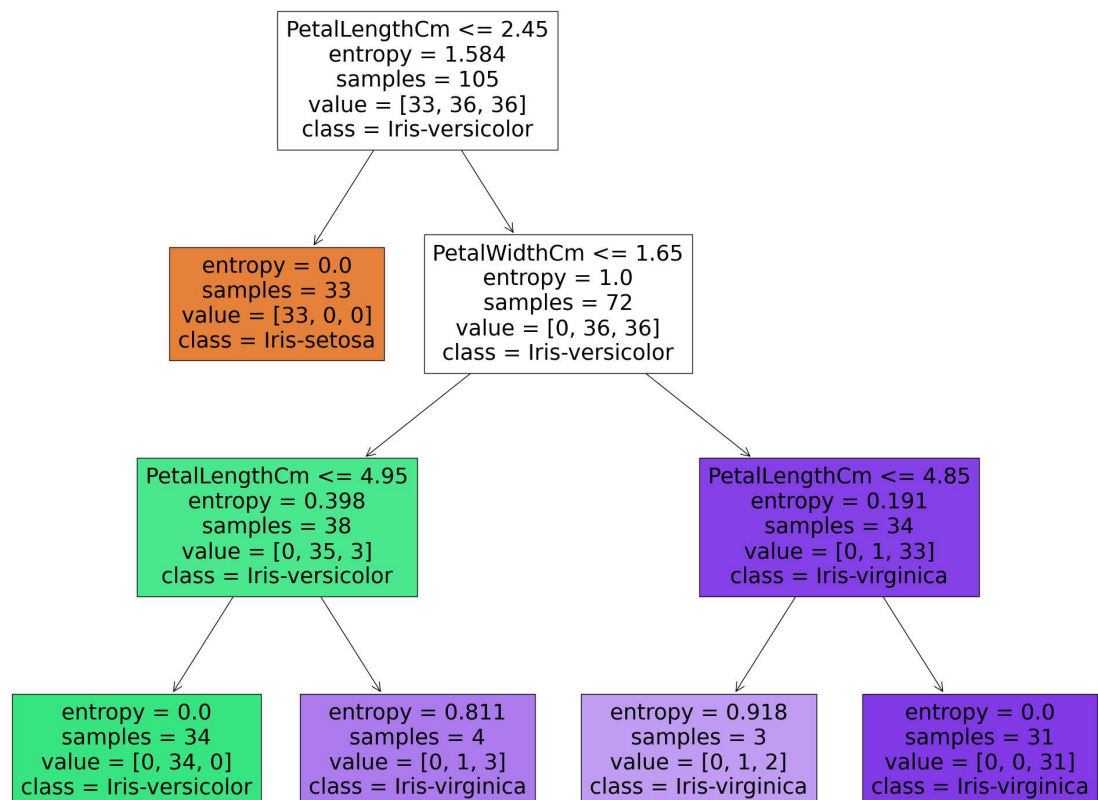 PetalLengthCm <= 2.45
entropy = 1.584
samples = 105
value = [33, 36, 36]
class = Iris-versicolor
entropy = 0.0
samples = 33
value = [33, 0, 0]
class = Iris-setosa
PetalWidthCm <= 1.65
entropy = 1.0
samples = 72
value = [0, 36, 36]
class = Iris-versicolor
PetalLengthCm <= 4.95
entropy = 0.398
samples = 38
value = [0, 35, 3]
class = Iris-versicolor
PetalLengthCm <= 4.85
entropy = 0.191
samples = 34
value = [0, 1, 33]
class = Iris-virginica
entropy = 0.0
samples = 34
value = [0, 34, 0]
class = Iris-versicolor
entropy = 0.811
samples = 4
value = [0, 1, 3]
class = Iris-virginica
entropy = 0.918
samples = 3
value = [0, 1, 2]
class = Iris-virginica
entropy = 0.0
samples = 31
value = [0, 0, 31]
class = Iris-virginica